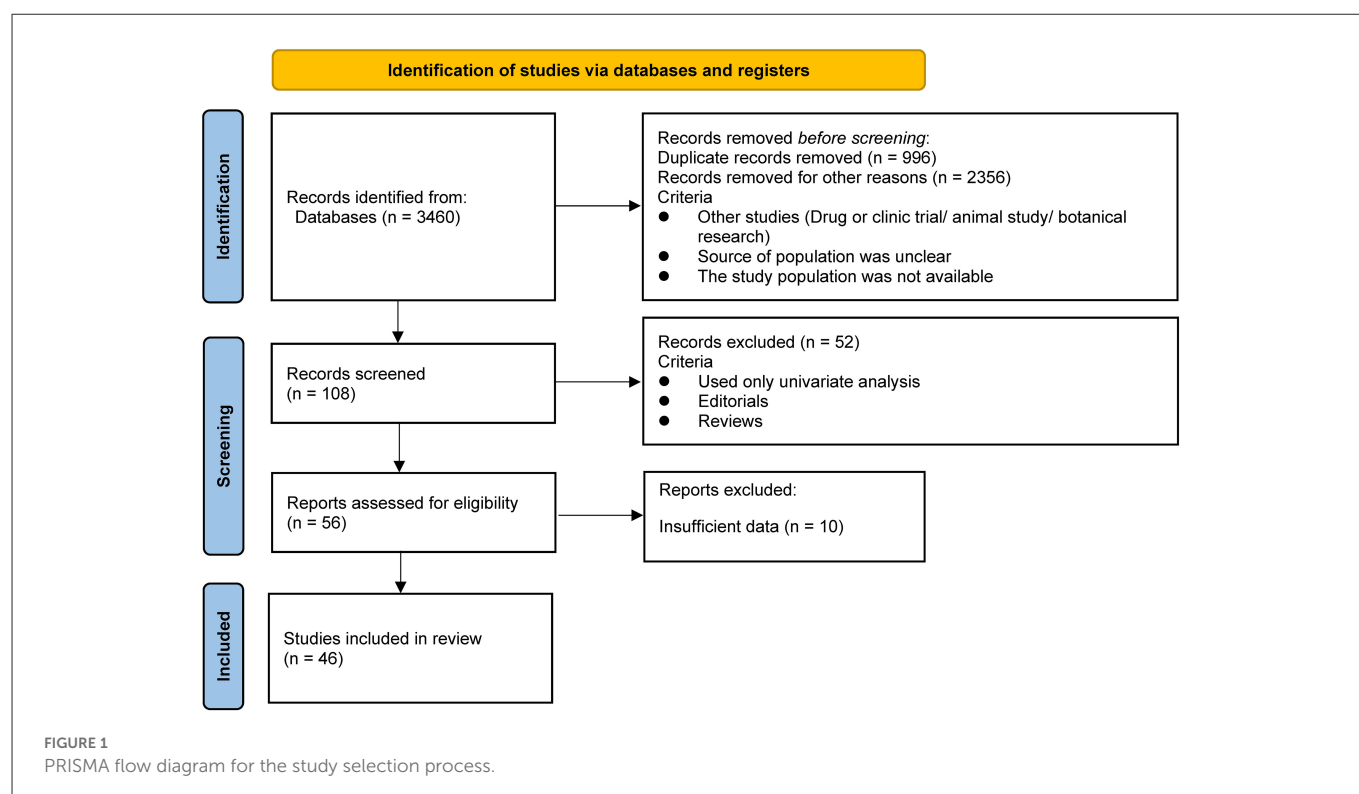 Identification of studies via databases and registers
Identification
Records identified from:
Databases (n = 3460)
Records removed before screening:
Duplicate records removed (n = 996)
Records removed for other reasons (n = 2356)
Criteria
● Other studies (Drug or clinic trial/ animal study/ botanical
research)
● Source of population was unclear
● The study population was not available
Screening
Records screened
(n = 108)
Records excluded (n = 52)
Criteria
● Used only univariate analysis
● Editorials
● Reviews
Reports assessed for eligibility
(n = 56)
Reports excluded:
Insufficient data (n = 10)
Included
Studies included in review
(n = 46)
FIGURE 1
PRISMA flow diagram for the study selection process.